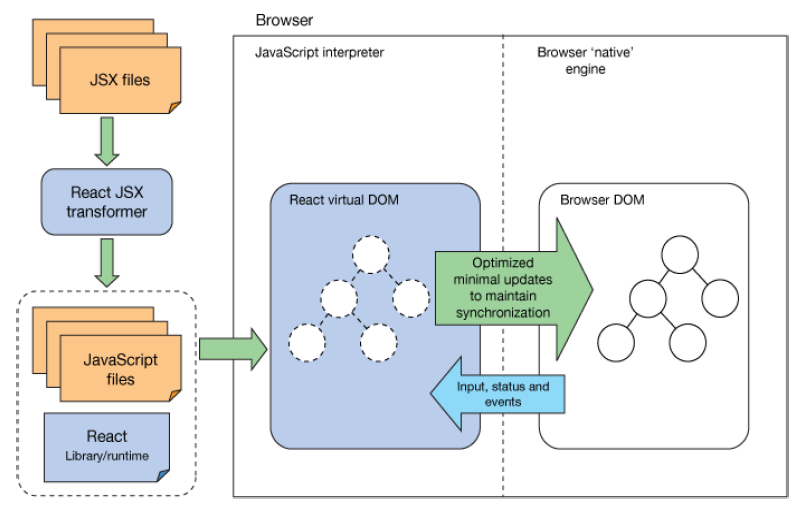 Browser
JSX files
React JSX
transformer
JavaScript
files
React
Library/runtime
JavaScript interpreter
Browser ‘native’
engine
React virtual DOM
Browser DOM
Optimized
minimal updates
to maintain
synchronization
Input, status and
events